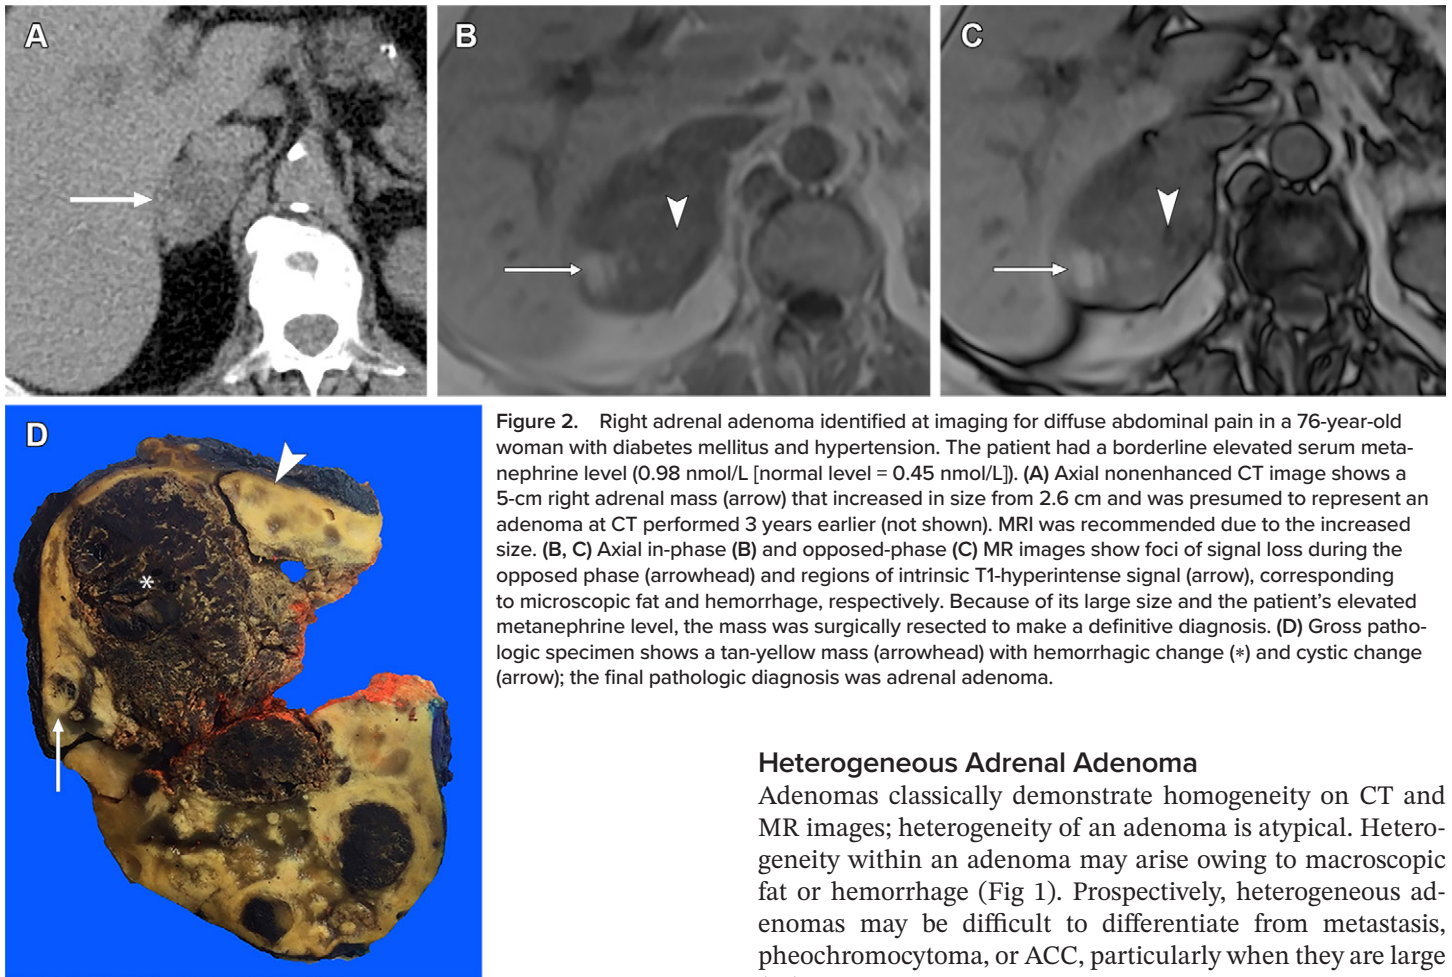 A
B
C
D
*
Figure 2. Right adrenal adenoma identified at imaging for diffuse abdominal pain in a 76-year-old
woman with diabetes mellitus and hypertension. The patient had a borderline elevated serum meta-
nephrine level (0.98 nmol/L [normal level = 0.45 nmol/L]). (A) Axial nonenhanced CT image shows a
5-cm right adrenal mass (arrow) that increased in size from 2.6 cm and was presumed to represent an
adenoma at CT performed 3 years earlier (not shown). MRI was recommended due to the increased
size. (B, C) Axial in-phase (B) and opposed-phase (C) MR images show foci of signal loss during the
opposed phase (arrowhead) and regions of intrinsic T1-hyperintense signal (arrow), corresponding
to microscopic fat and hemorrhage, respectively. Because of its large size and the patient’s elevated
metanephrine level, the mass was surgically resected to make a definitive diagnosis. (D) Gross patho-
logic specimen shows a tan-yellow mass (arrowhead) with hemorrhagic change (*) and cystic change
(arrow); the final pathologic diagnosis was adrenal adenoma.
Heterogeneous Adrenal Adenoma
Adenomas classically demonstrate homogeneity on CT and
MR images; heterogeneity of an adenoma is atypical. Hetero-
geneity within an adenoma may arise owing to macroscopic
fat or hemorrhage (Fig 1). Prospectively, heterogeneous ad-
enomas may be difficult to differentiate from metastasis,
pheochromocytoma, or ACC, particularly when they are large